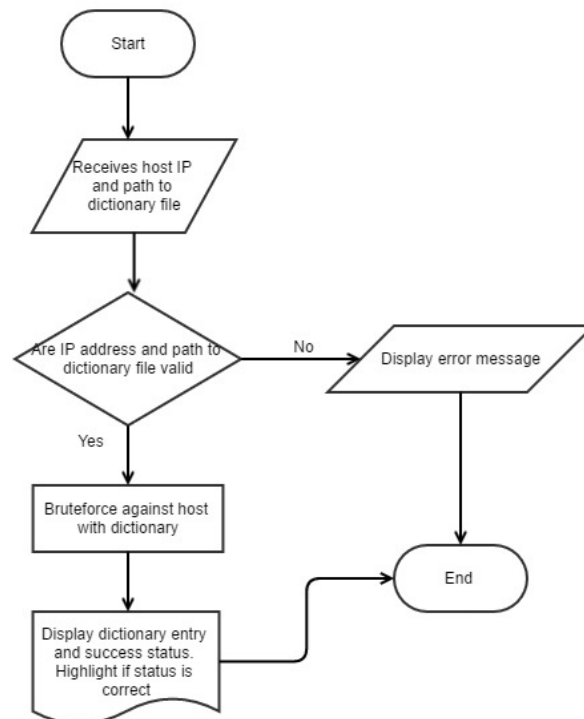 Start
Receives host IP
and path to
dictionary file
Are IP address and path to
dictionary file valid
No
Display error message
Yes
Bruteforce against host
with dictionary
End
Display dictionary entry
and success status.
Highlight if status is
correct